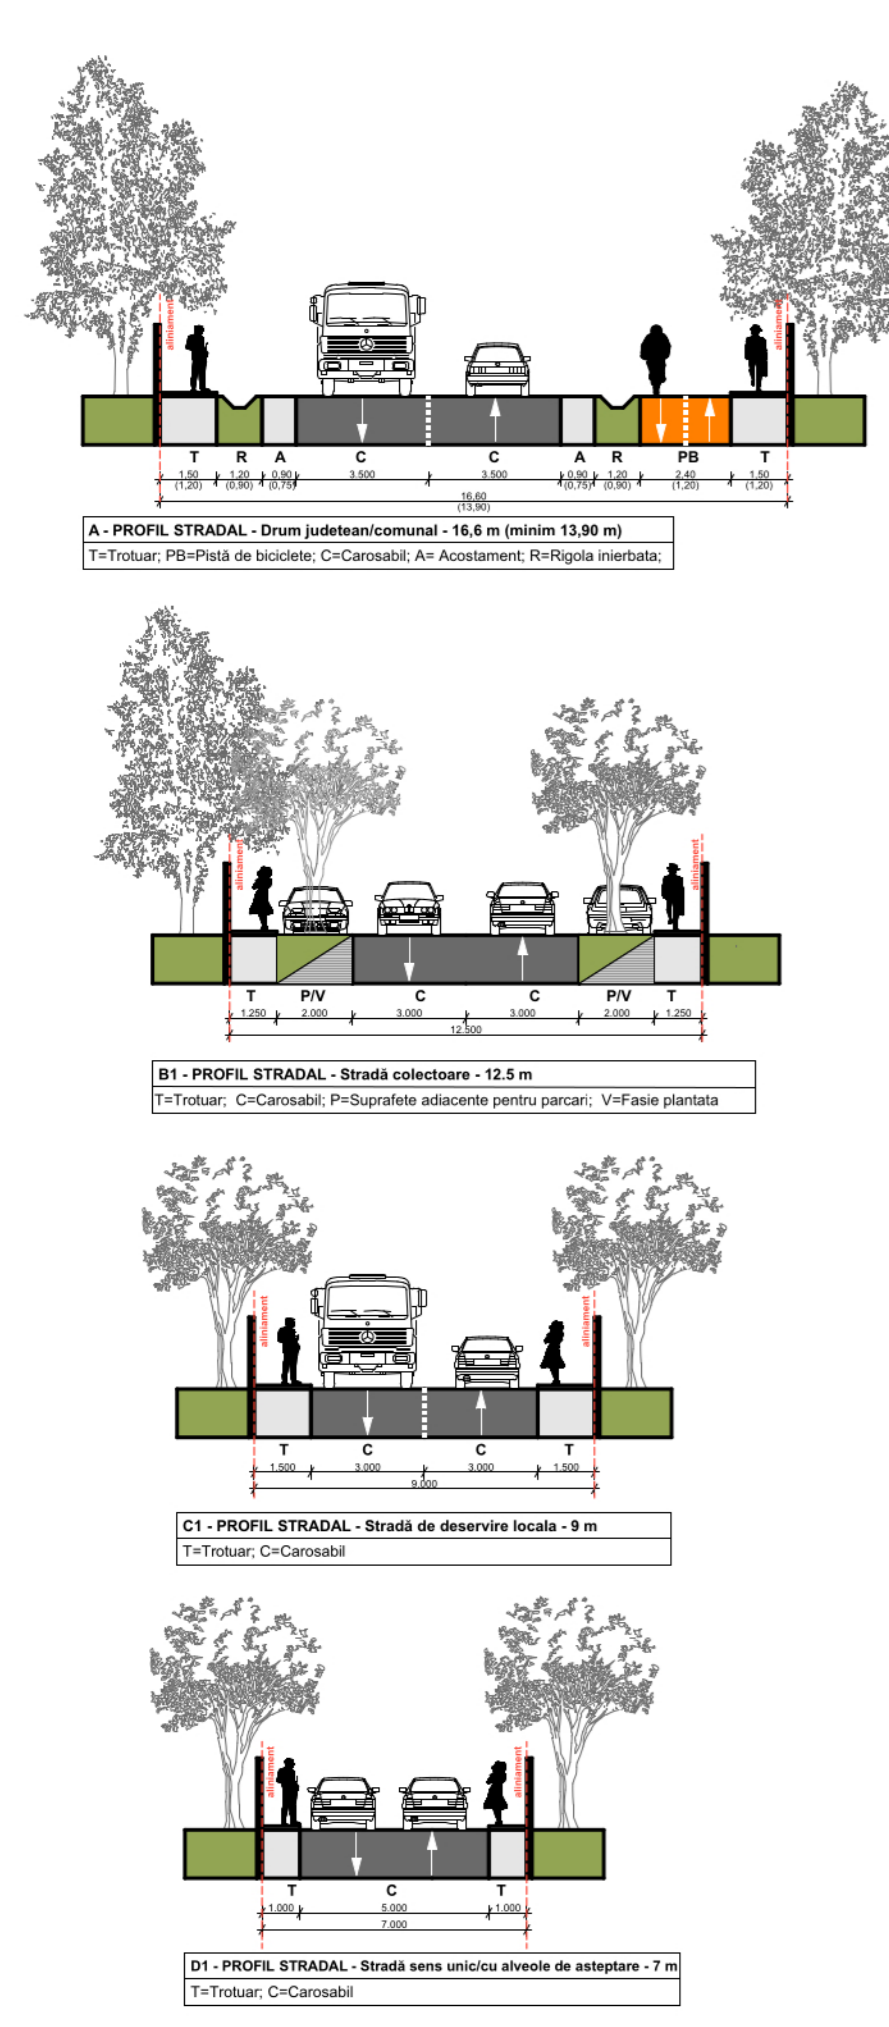 aliniament
aliniament
T R A C C A R PB T
1,50 1,20 0,90 3.500 3.500 0,90 1,20 2,40 1,50
(1,20) (0,90) (0,75) (0,75) (0,90) (1,20) (1,20)
16,60
(13,90)
A - PROFIL STRADAL - Drum judetean/comunal - 16,6 m (minim 13,90 m)
T=Trotuar; PB=Pistă de biciclete; C=Carosabil; A= Acostament; R=Rigola inierbata;
aliniament
aliniament
T P/V C C P/V T
1.250 2.000 3.000 3.000 2.000 1.250
12.500
B1 - PROFIL STRADAL - Stradă colectoare - 12.5 m
T=Trotuar; C=Carosabil; P=Suprafete adiacente pentru parcari; V=Fasie plantata
aliniament
aliniament
T C C T
1.500 3.000 3.000 1.500
9.000
C1 - PROFIL STRADAL - Stradă de deservire locala - 9 m
T=Trotuar; C=Carosabil
aliniament
aliniament
T C T
1.000 5.000 1.000
7.000
D1 - PROFIL STRADAL - Stradă sens unic/cu alveole de asteptare - 7 m
T=Trotuar; C=Carosabil